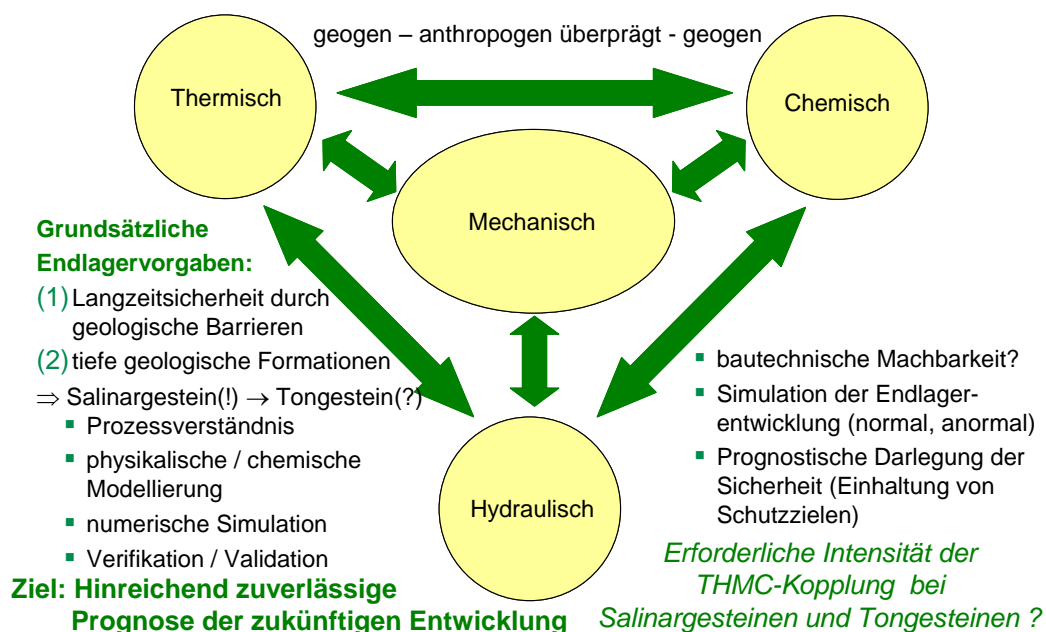 geogen – anthropogen überprägt - geogen
Thermisch
Chemisch
Mechanisch
Grundsätzliche
Endlagervorgaben:
(1) Langzeitsicherheit durch
geologische Barrieren
(2) tiefe geologische Formationen
⇒ Salinargestein(!) → Tongestein(?)
▪ Prozessverständnis
▪ physikalische / chemische
Modellierung
▪ numerische Simulation
▪ Verifikation / Validation
Ziel: Hinreichend zuverlässige
Prognose der zukünftigen Entwicklung
Hydraulisch
▪ bautechnische Machbarkeit?
▪ Simulation der Endlager-
entwicklung (normal, anormal)
▪ Prognostische Darlegung der
Sicherheit (Einhaltung von
Schutzzielen)
Erforderliche Intensität der
THMC-Kopplung bei
Salinargesteinen und Tongesteinen ?